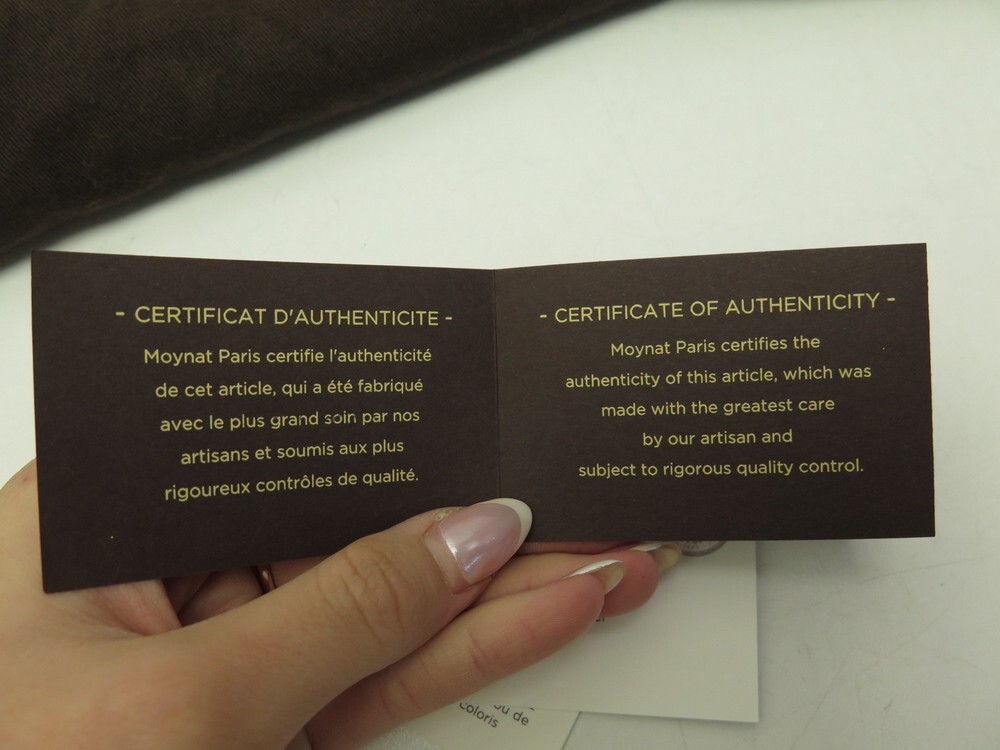 - CERTIFICAT D'AUTHENTICITE -
Moynat Paris certifie l'authenticité
de cet article, qui a été fabriqué
avec le plus grand soin par nos
artisans et soumis aux plus
rigoureux contrôles de qualité.
- CERTIFICATE OF AUTHENTICITY -
Moynat Paris certifies the
authenticity of this article, which was
made with the greatest care
by our artisan and
subject to rigorous quality control.
ou de
coloris